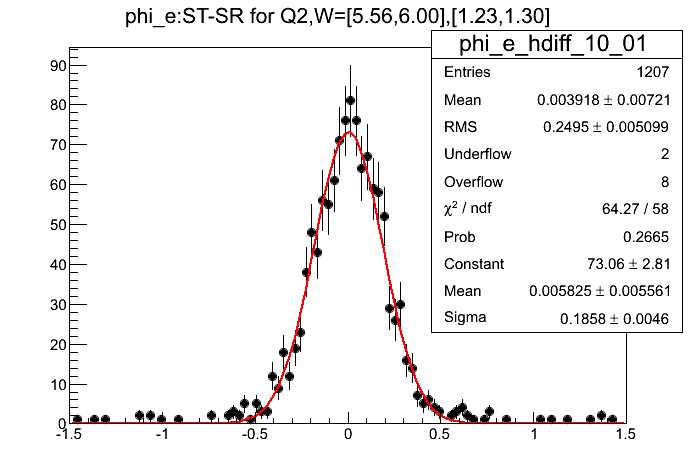 phi_e:ST-SR for Q2,W=[5.56,6.00],[1.23,1.30]
phi_e_hdiff_10_01
Entries 1207
Mean 0.003918 ± 0.00721
RMS 0.2495 ± 0.005099
Underflow 2
Overflow 8
χ² / ndf 64.27 / 58
Prob 0.2665
Constant 73.06 ± 2.81
Mean 0.005825 ± 0.005561
Sigma 0.1858 ± 0.0046
90
80
70
60
50
40
30
20
10
0
-1.5 -1 -0.5 0 0.5 1 1.5